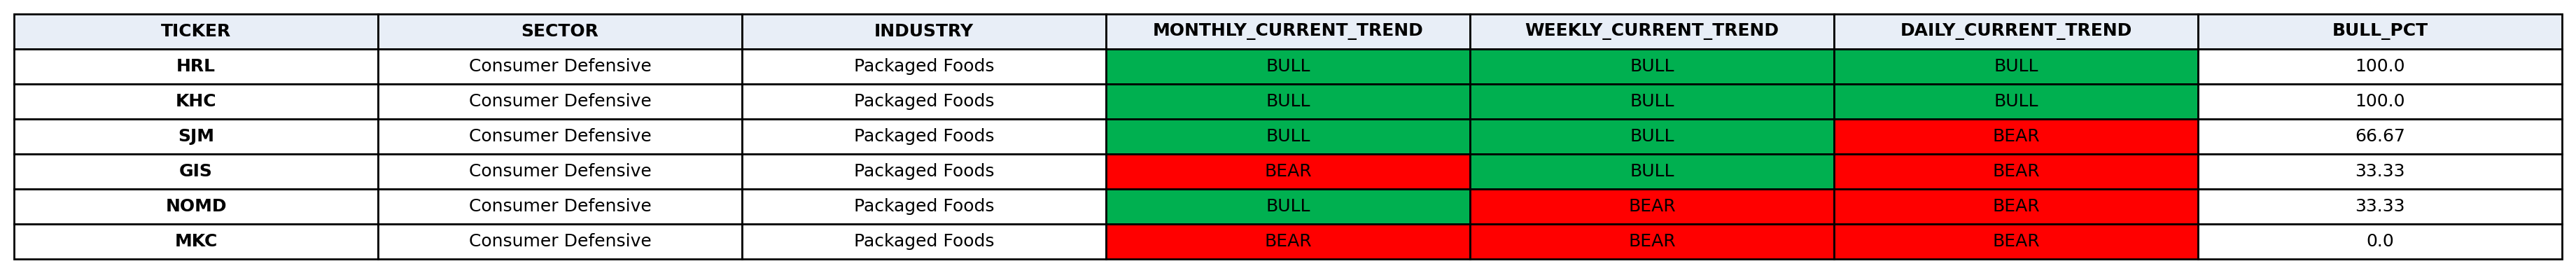 TICKER SECTOR INDUSTRY MONTHLY_CURRENT_TREND WEEKLY_CURRENT_TREND DAILY_CURRENT_TREND BULL_PCT
HRL Consumer Defensive Packaged Foods BULL BULL BULL 100.0
KHC Consumer Defensive Packaged Foods BULL BULL BULL 100.0
SJM Consumer Defensive Packaged Foods BULL BULL BEAR 66.67
GIS Consumer Defensive Packaged Foods BEAR BULL BEAR 33.33
NOMD Consumer Defensive Packaged Foods BULL BEAR BEAR 33.33
MKC Consumer Defensive Packaged Foods BEAR BEAR BEAR 0.0